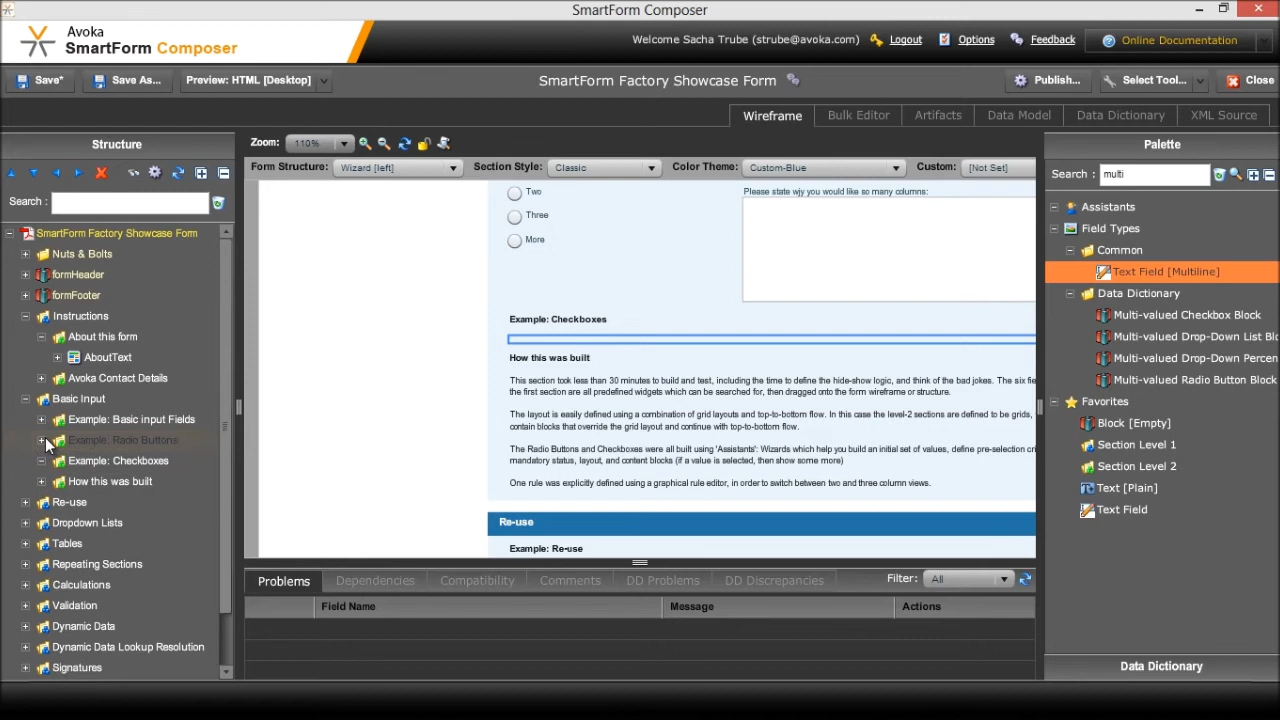 SmartForm Composer
Avoka
SmartForm Composer
Welcome Sacha Trube (strube@avoka.com)
Logout
Options
Feedback
Online Documentation
Save*
Save As...
Preview: HTML [Desktop]
SmartForm Factory Showcase Form
Publish...
Select Tool...
Close
Wireframe
Bulk Editor
Artifacts
Data Model
Data Dictionary
XML Source
Structure
Search :
SmartForm Factory Showcase Form
Nuts & Bolts
formHeader
formFooter
Instructions
About this form
AboutText
Avoka Contact Details
Basic Input
Example: Basic input Fields
Example: Radio Buttons
Example: Checkboxes
How this was built
Re-use
Dropdown Lists
Tables
Repeating Sections
Calculations
Validation
Dynamic Data
Dynamic Data Lookup Resolution
Signatures
Zoom:
110%
Form Structure:
Wizard [left]
Section Style:
Classic
Color Theme:
Custom-Blue
Custom:
[Not Set]
Two
Three
More
Please state wjy you would like so many columns:
Example: Checkboxes
How this was built
This section took less than 30 minutes to build and test, including the time to define the hide-show logic, and think of the bad jokes. The six fie
the first section are all predefined widgets which can be searched for, then dragged onto the form wireframe or structure.
The layout is easily defined using a combination of grid layouts and top-to-bottom flow. In this case the level-2 sections are defined to be grids,
contain blocks that override the grid layout and continue with top-to-bottom flow.
The Radio Buttons and Checkboxes were all built using 'Assistants': Wizards which help you build an initial set of values, define pre-selection cri
mandatory status, layout, and content blocks (if a value is selected, then show some more)
One rule was explicitly defined using a graphical rule editor, in order to switch between two and three column views.
Re-use
Example: Re-use
Problems
Dependencies
Compatibility
Comments
DD Problems
DD Discrepancies
Filter:
All
Field Name
Message
Actions
Palette
Search :
multi
Assistants
Field Types
Common
Text Field [Multiline]
Data Dictionary
Multi-valued Checkbox Block
Multi-valued Drop-Down List Blo
Multi-valued Drop-Down Percen
Multi-valued Radio Button Block
Favorites
Block [Empty]
Section Level 1
Section Level 2
Text [Plain]
Text Field
Data Dictionary